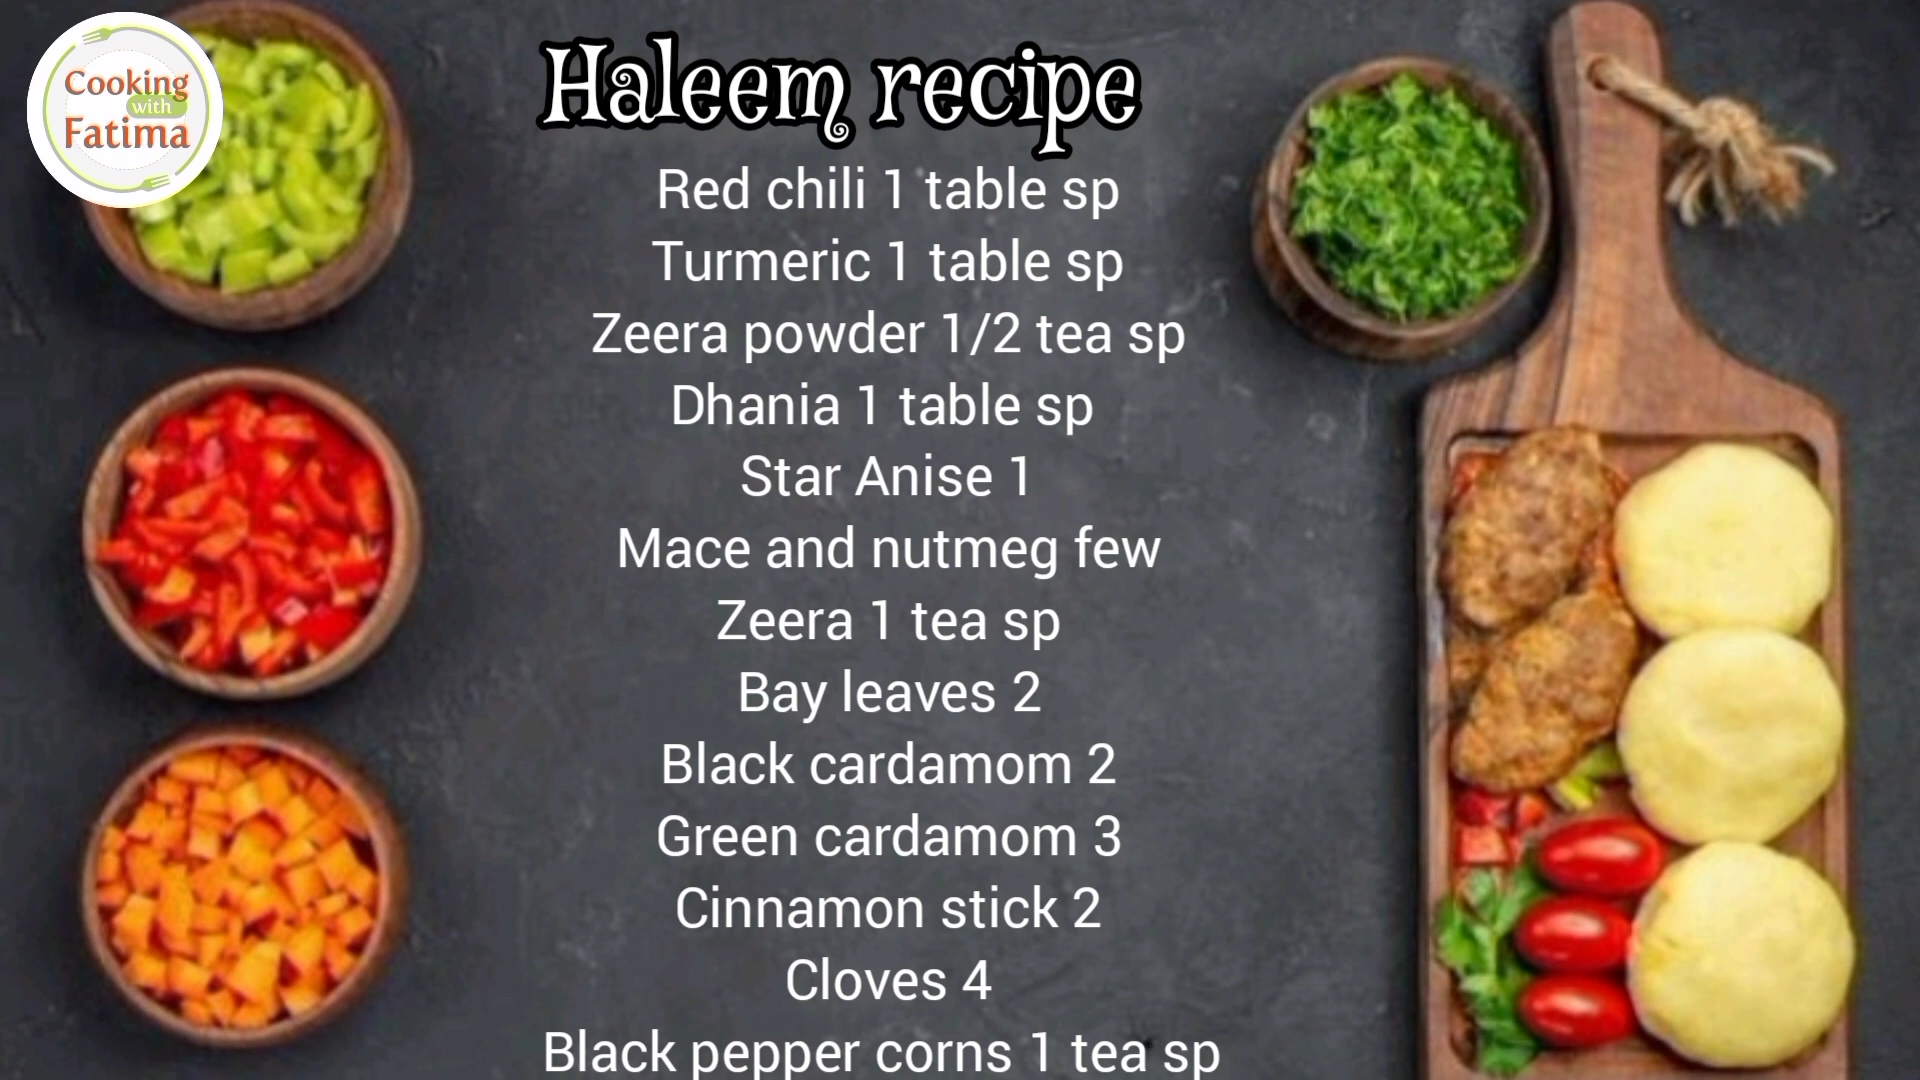 Cooking
with
Fatima
Haleem recipe
Red chili 1 table sp
Turmeric 1 table sp
Zeera powder 1/2 tea sp
Dhania 1 table sp
Star Anise 1
Mace and nutmeg few
Zeera 1 tea sp
Bay leaves 2
Black cardamom 2
Green cardamom 3
Cinnamon stick 2
Cloves 4
Black pepper corns 1 tea sp